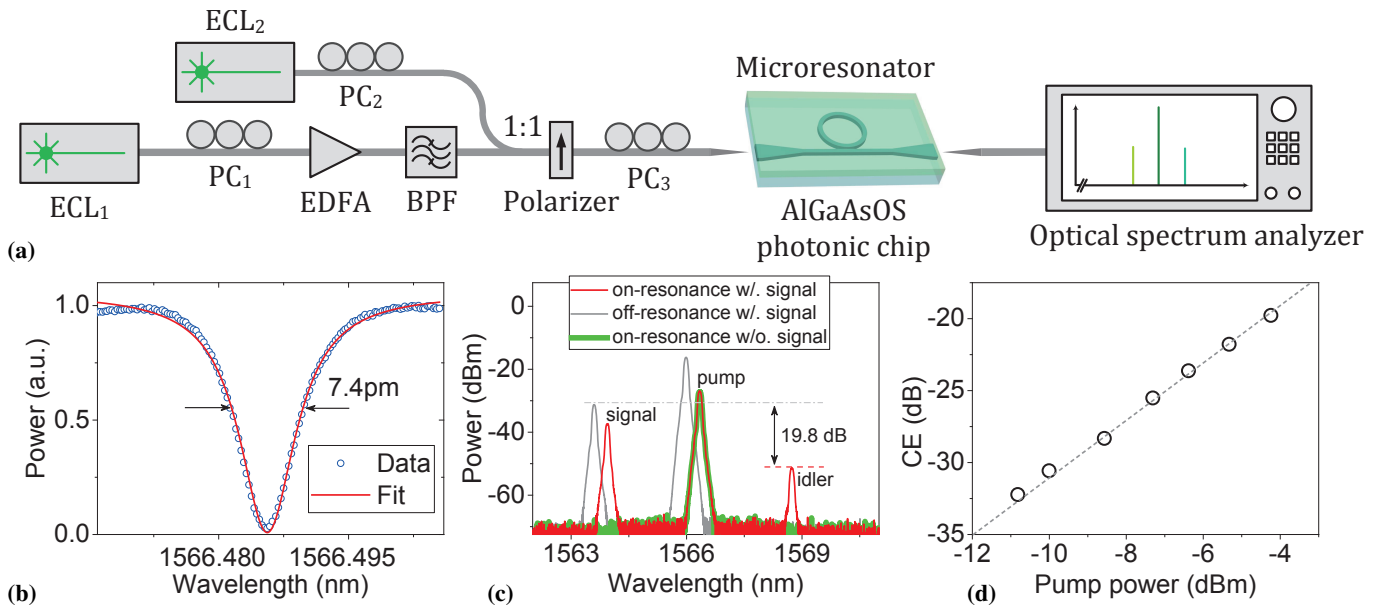 ECL₂
PC₂
Microresonator
1:1
PC₁
EDFA
BPF
Polarizer
PC₃
ECL₁
AlGaAsOS
photonic chip
Optical spectrum analyzer
(a)
1.0
0.5
0.0
Power (a.u.)
7.4pm
Data
Fit
1566.480 1566.495
Wavelength (nm)
(b)
on-resonance w/. signal
off-resonance w/. signal
on-resonance w/o. signal
0
-20
-40
-60
Power (dBm)
pump
signal
19.8 dB
idler
1563 1566 1569
Wavelength (nm)
(c)
-20
-25
-30
-35
CE (dB)
-12 -10 -8 -6 -4
Pump power (dBm)
(d)